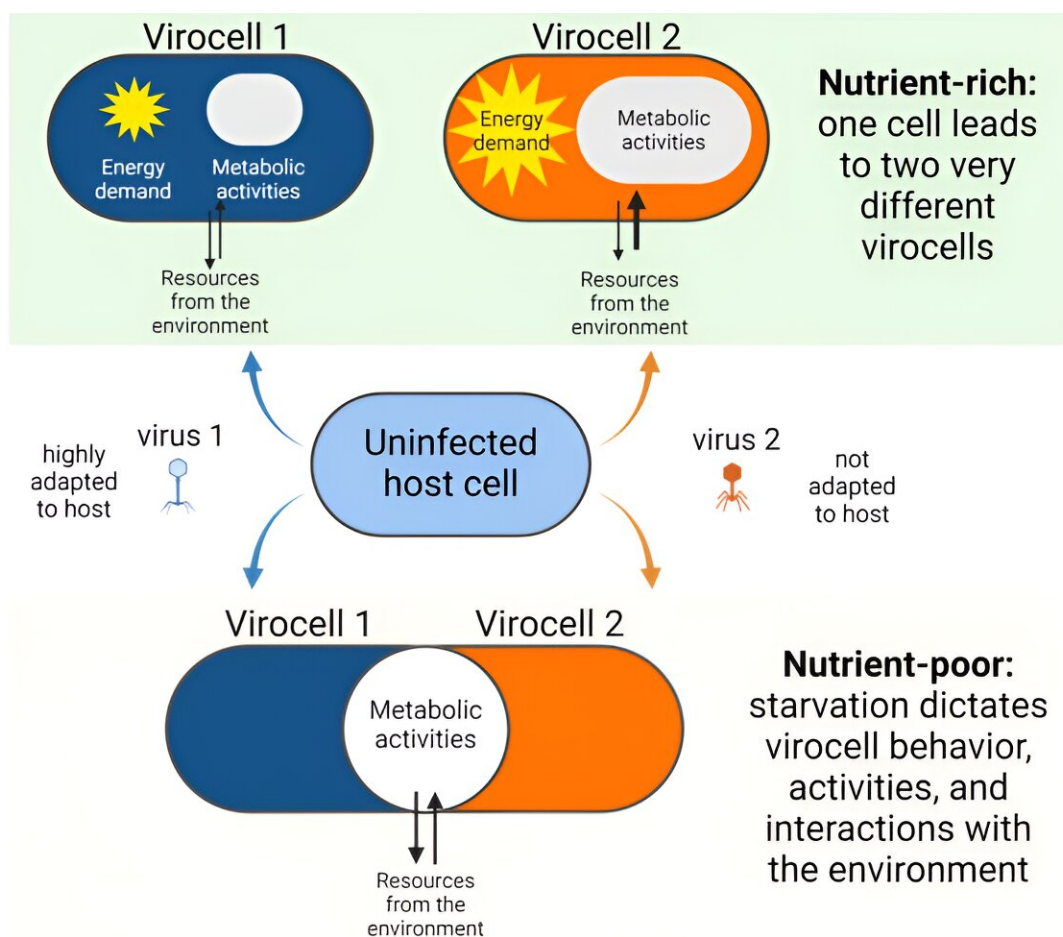 Virocell 1
Energy
demand
Metabolic
activities
Resources
from the
environment
Virocell 2
Energy
demand
Metabolic
activities
Resources
from the
environment
Nutrient-rich:
one cell leads
to two very
different
virocells
highly
adapted
to host
virus 1
Uninfected
host cell
virus 2
not
adapted
to host
Virocell 1
Virocell 2
Metabolic
activities
Resources
from the
environment
Nutrient-poor:
starvation dictates
virocell behavior,
activities, and
interactions with
the environment